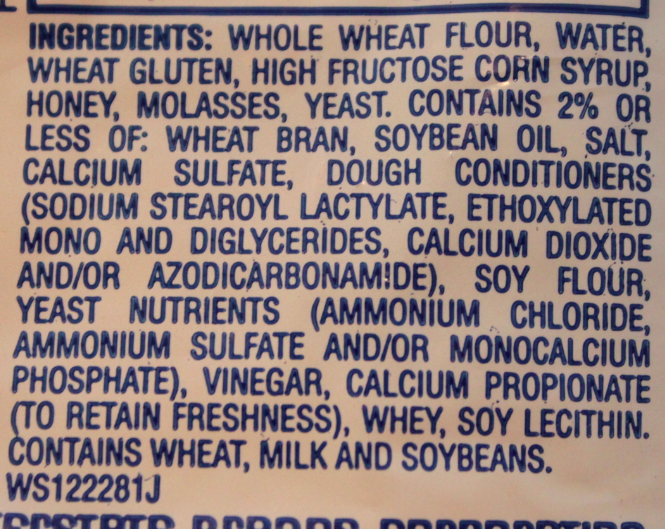 INGREDIENTS: WHOLE WHEAT FLOUR, WATER,
WHEAT GLUTEN, HIGH FRUCTOSE CORN SYRUP,
HONEY, MOLASSES, YEAST. CONTAINS 2% OR
LESS OF: WHEAT BRAN, SOYBEAN OIL, SALT,
CALCIUM SULFATE, DOUGH CONDITIONERS
(SODIUM STEAROYL LACTYLATE, ETHOXYLATED
MONO AND DIGLYCERIDES, CALCIUM DIOXIDE
AND/OR AZODICARBONAMIDE), SOY FLOUR,
YEAST NUTRIENTS (AMMONIUM CHLORIDE,
AMMONIUM SULFATE AND/OR MONOCALCIUM
PHOSPHATE), VINEGAR, CALCIUM PROPIONATE
(TO RETAIN FRESHNESS), WHEY, SOY LECITHIN.
CONTAINS WHEAT, MILK AND SOYBEANS.
WS122281J